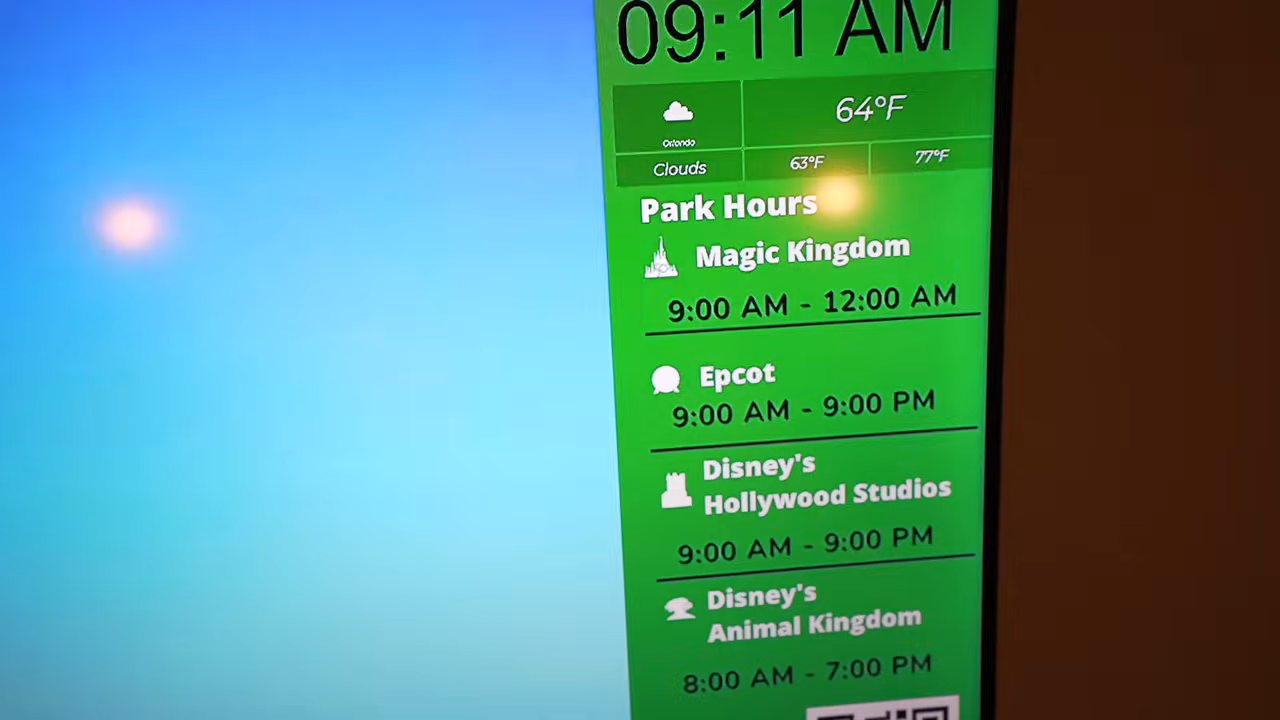 09:11 AM
64°F
Orlando
Clouds
63°F
77°F
Park Hours
Magic Kingdom
9:00 AM - 12:00 AM
Epcot
9:00 AM - 9:00 PM
Disney's
Hollywood Studios
9:00 AM - 9:00 PM
Disney's
Animal Kingdom
8:00 AM - 7:00 PM